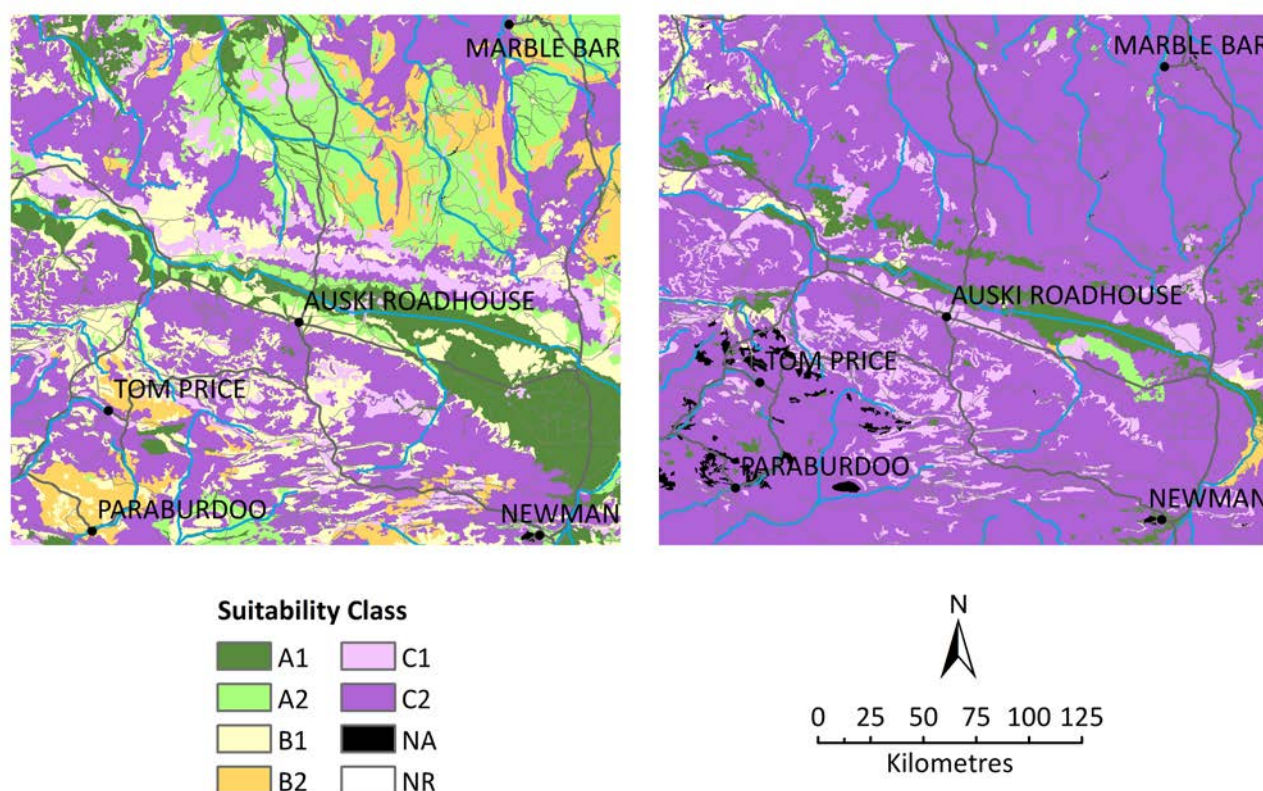 MARBLE BAR
AUSKI ROADHOUSE
TOM PRICE
PARABURDOO
NEWMAN
MARBLE BAR
AUSKI ROADHOUSE
TOM PRICE
PARABURDOO
NEWMAN
Suitability Class
A1 C1
A2 C2
B1 NA
B2 NR
N
0 25 50 75 100 125
Kilometres